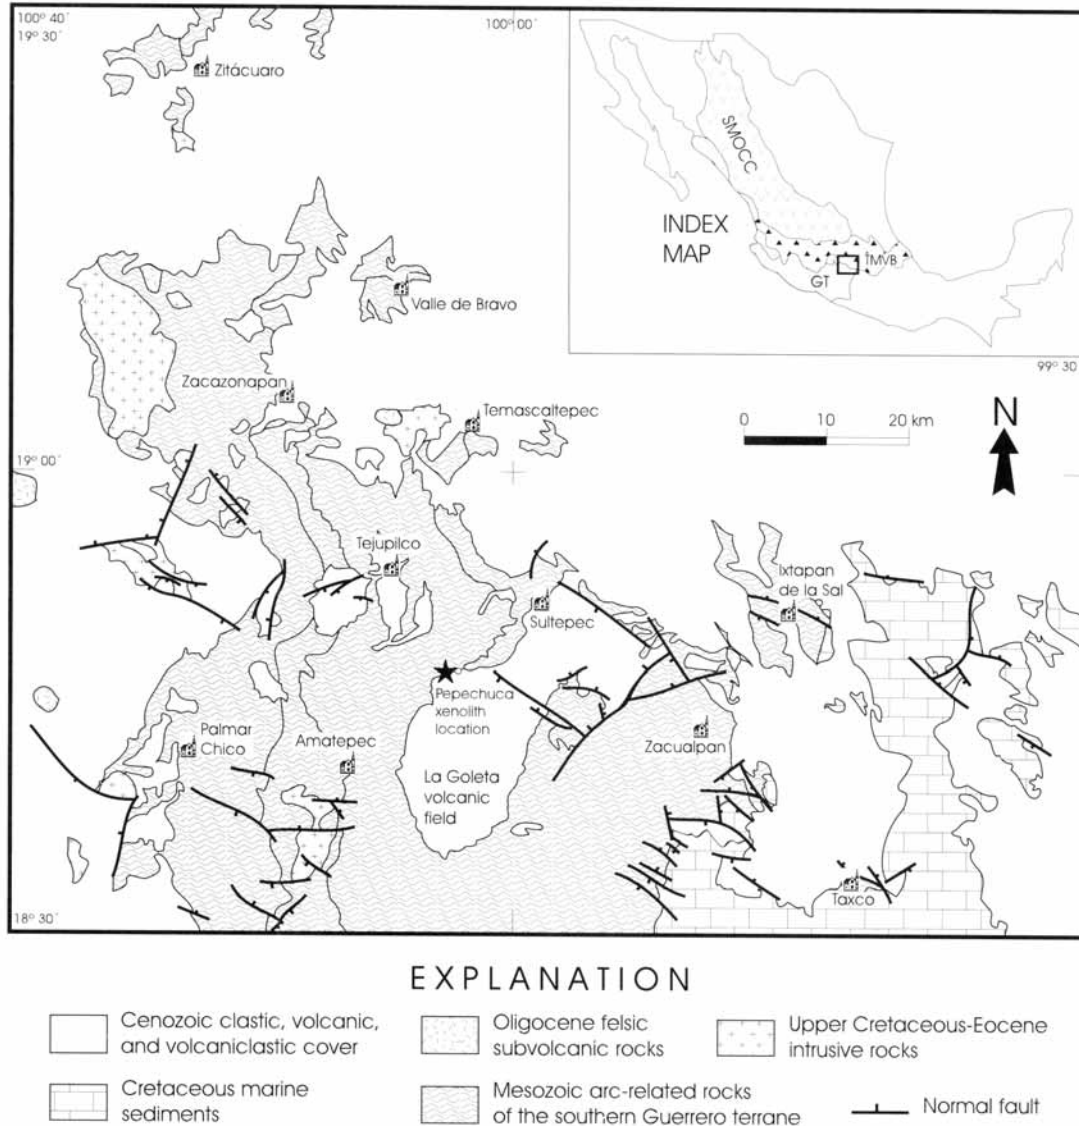 100° 40´
19° 30´
100° 00´
Zitácuaro
SMOCC
INDEX
MAP
TMVB
GT
99° 30´
Valle de Bravo
Zacazonapan
Temascaltepec
0 10 20 km
N
19° 00´
Tejupilco
Ixtapan
de la Sal
Sultepec
Pepechuca
xenolith
location
Palmar
Chico
Amatepec
Zacualpan
La Goleta
volcanic
field
Taxco
18° 30´
EXPLANATION
Cenozoic clastic, volcanic,
and volcaniclastic cover
Oligocene felsic
subvolcanic rocks
Upper Cretaceous-Eocene
intrusive rocks
Cretaceous marine
sediments
Mesozoic arc-related rocks
of the southern Guerrero terrane
Normal fault